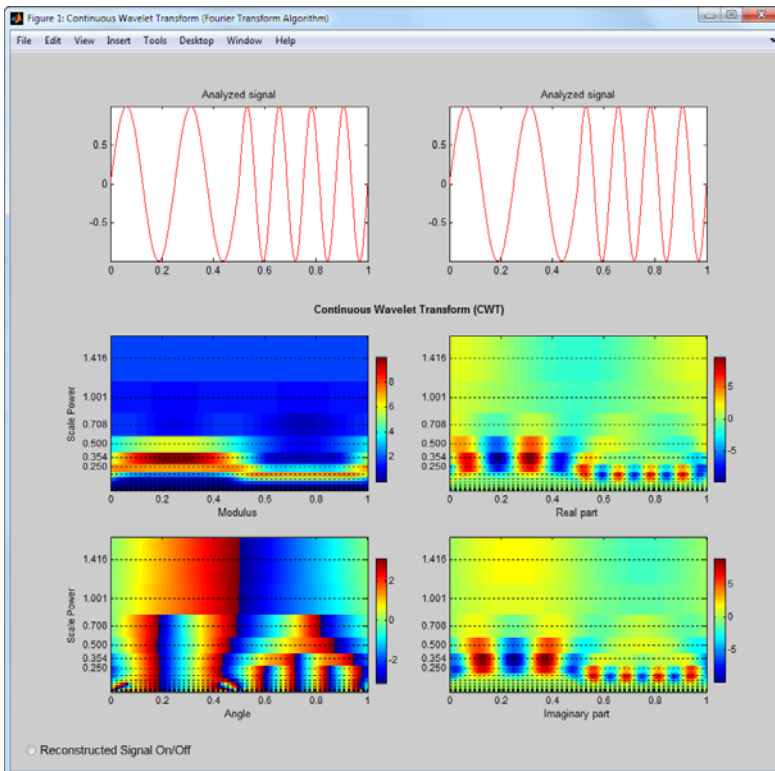 Figure 1: Continuous Wavelet Transform (Fourier Transform Algorithm)
File Edit View Insert Tools Desktop Window Help
Analyzed signal
0.5
0
-0.5
0 0.2 0.4 0.6 0.8 1
Analyzed signal
0.5
0
-0.5
0 0.2 0.4 0.6 0.8 1
Continuous Wavelet Transform (CWT)
Scale Power
1.416
1.001
0.708
0.500
0.354
0.250
0 0.2 0.4 0.6 0.8 1
Modulus
8
6
4
2
1.416
1.001
0.708
0.500
0.354
0.250
0 0.2 0.4 0.6 0.8 1
Real part
5
0
-5
Scale Power
1.416
1.001
0.708
0.500
0.354
0.250
0 0.2 0.4 0.6 0.8 1
Angle
2
0
-2
1.416
1.001
0.708
0.500
0.354
0.250
0 0.2 0.4 0.6 0.8 1
Imaginary part
5
0
-5
Reconstructed Signal On/Off